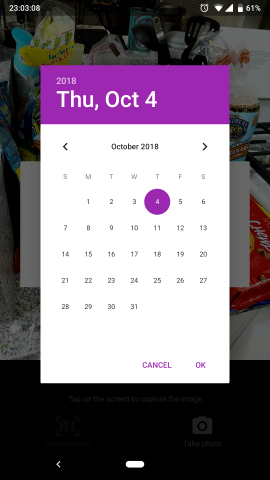 23:03:08
61%
2018
Thu, Oct 4
October 2018
S M T W T F S
1 2 3 4 5 6
7 8 9 10 11 12 13
14 15 16 17 18 19 20
21 22 23 24 25 26 27
28 29 30 31
CANCEL OK
Tap on the screen to capture the image
Take photo